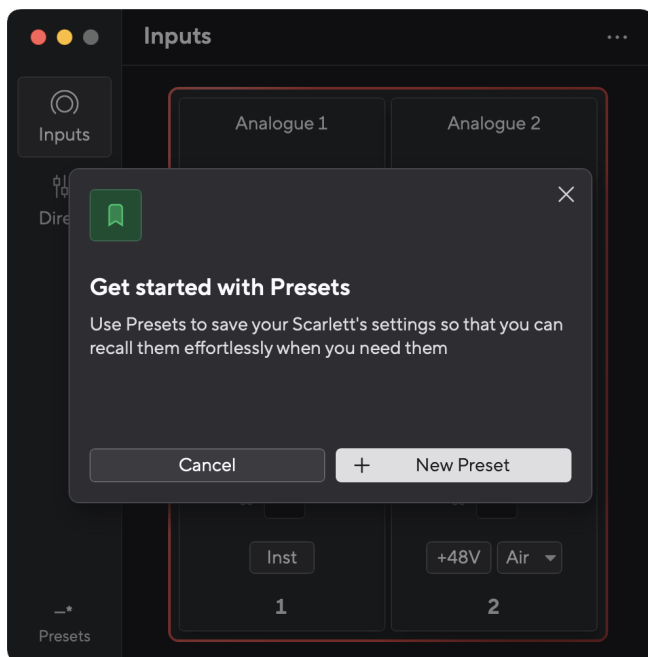 Inputs
Inputs
Analogue 1
Analogue 2
Dire
Get started with Presets
Use Presets to save your Scarlett's settings so that you can
recall them effortlessly when you need them
Cancel
+ New Preset
Inst
+48V
Air
1
2
Presets